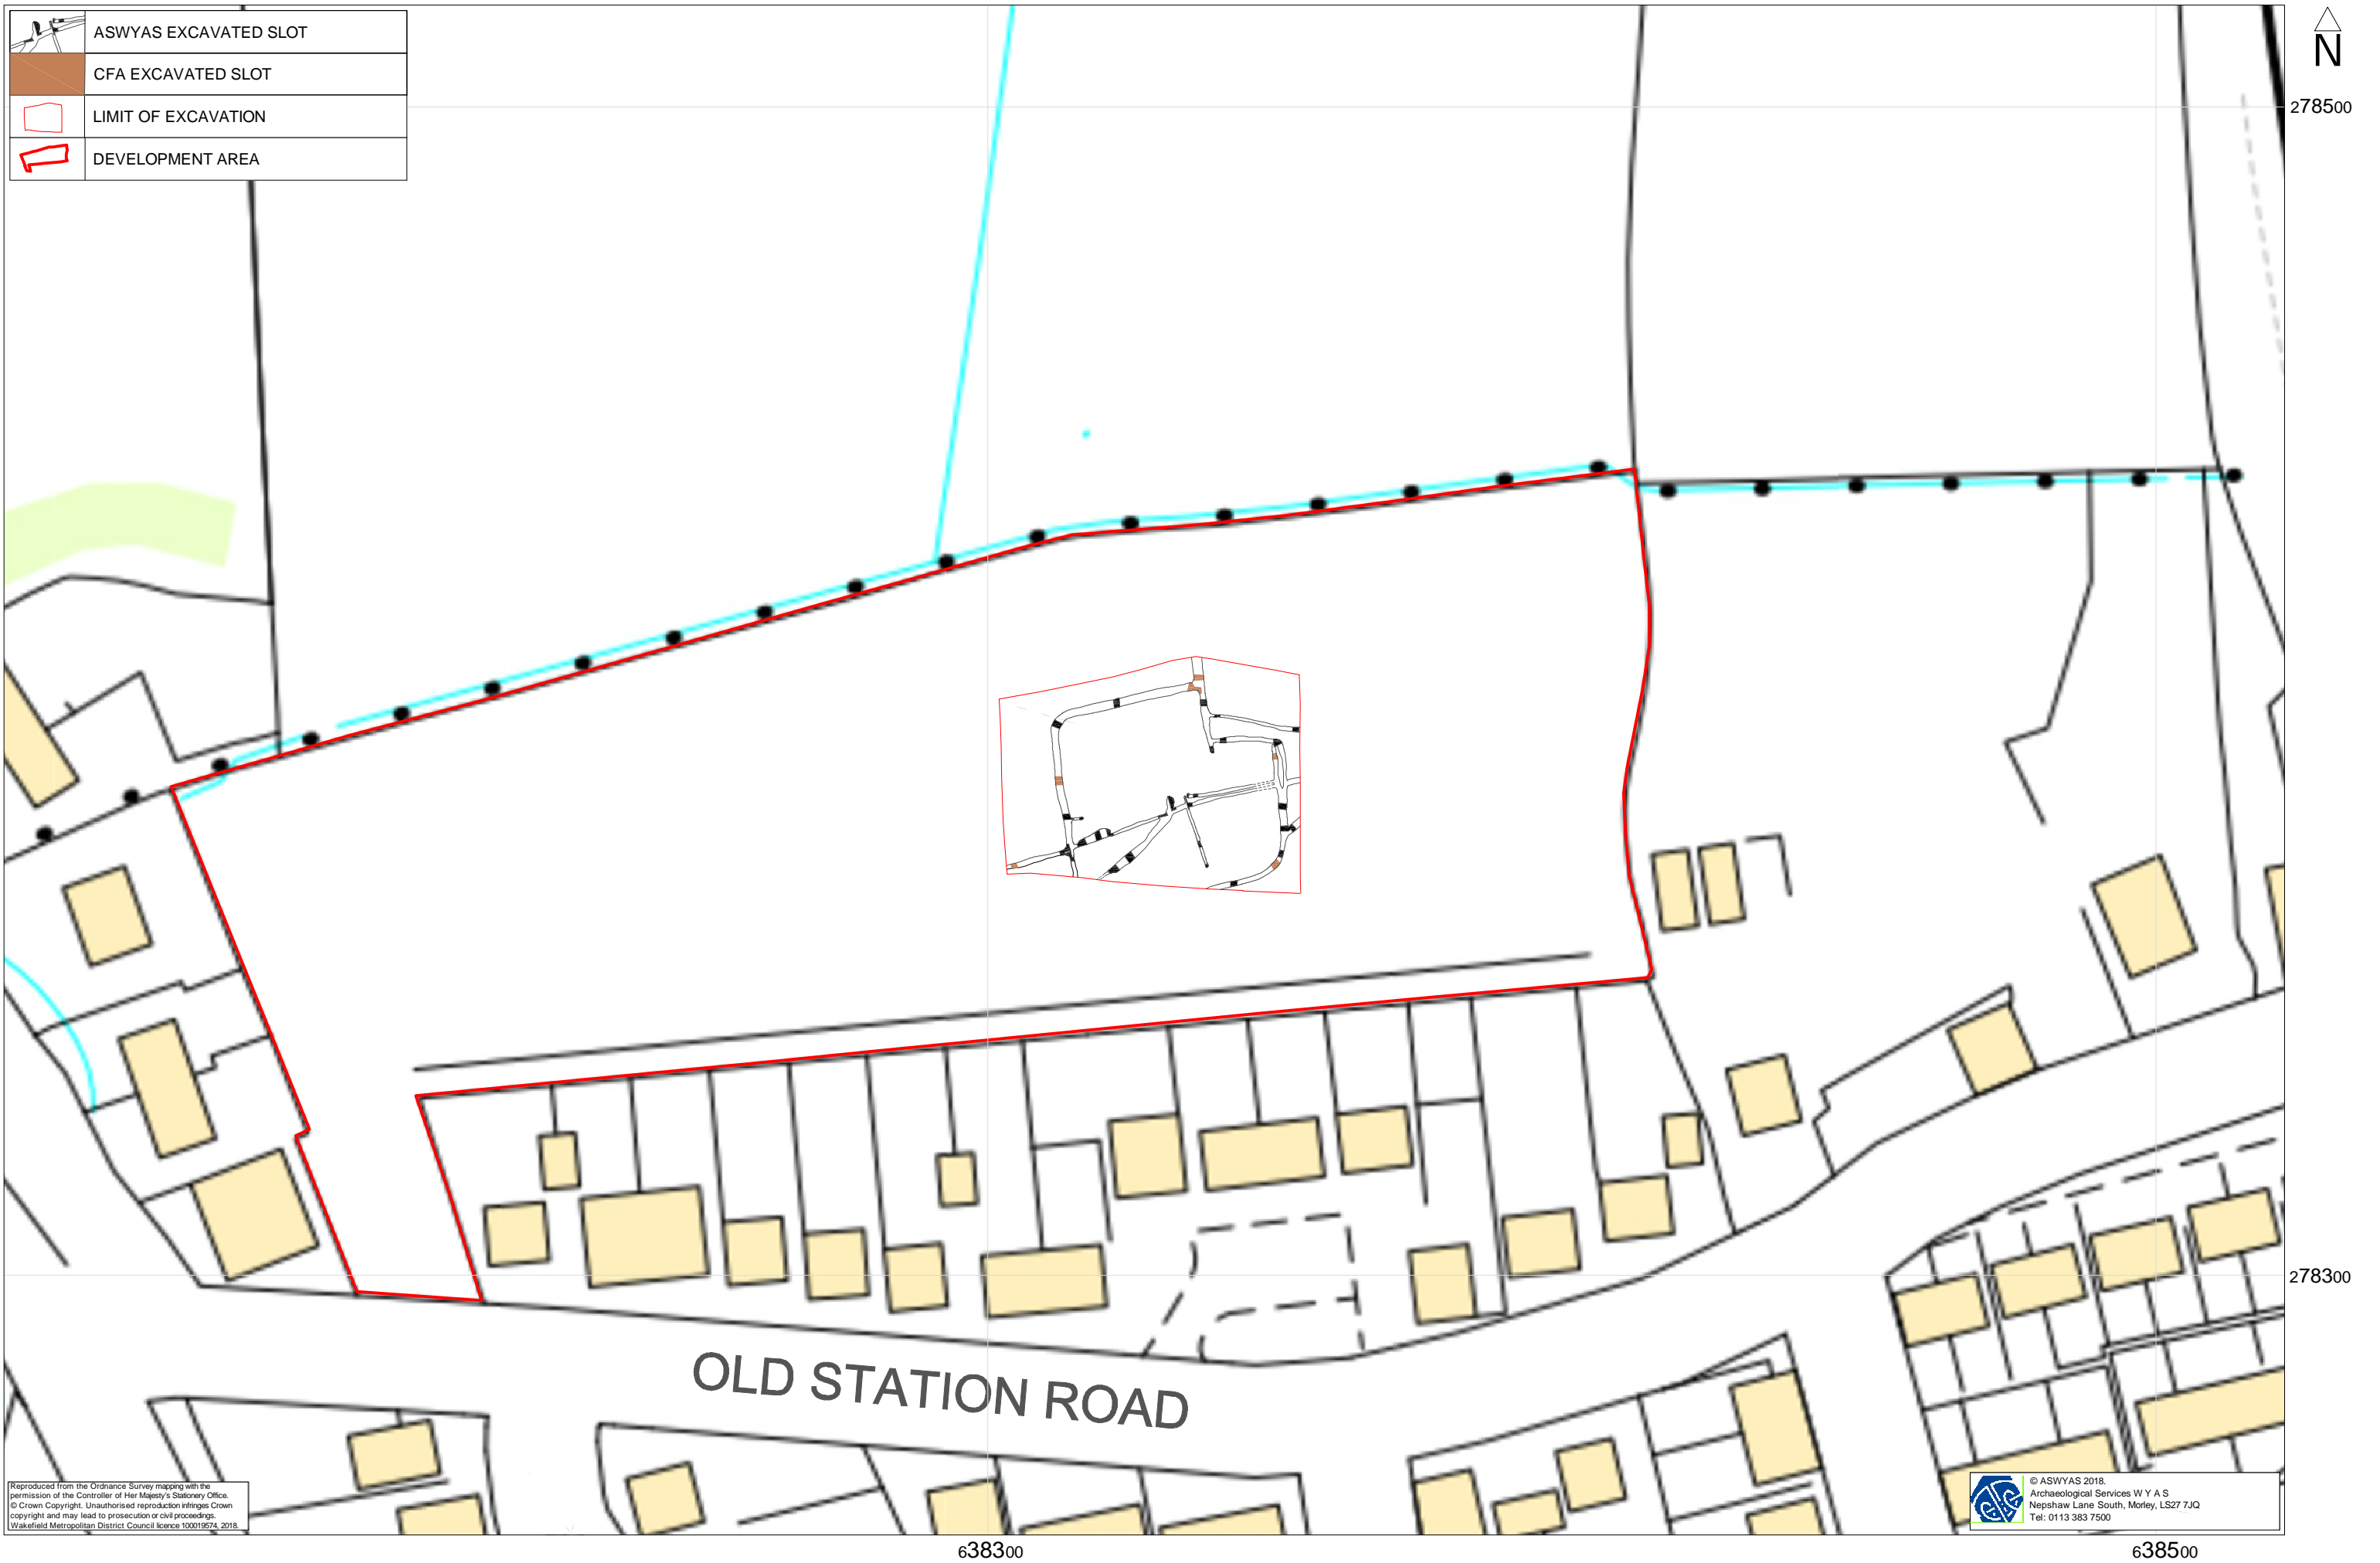 ASWYAS EXCAVATED SLOT
CFA EXCAVATED SLOT
LIMIT OF EXCAVATION
DEVELOPMENT AREA
N
278500
278300
OLD STATION ROAD
Reproduced from the Ordnance Survey mapping with the
permission of the Controller of Her Majesty's Stationery Office.
© Crown Copyright. Unauthorised reproduction infringes Crown
copyright and may lead to prosecution or civil proceedings.
Wakefield Metropolitan District Council licence 100019574, 2018.
© ASWYAS 2018.
Archaeological Services W Y A S
Nepshaw Lane South, Morley, LS27 7JQ
Tel: 0113 383 7500
638300
638500